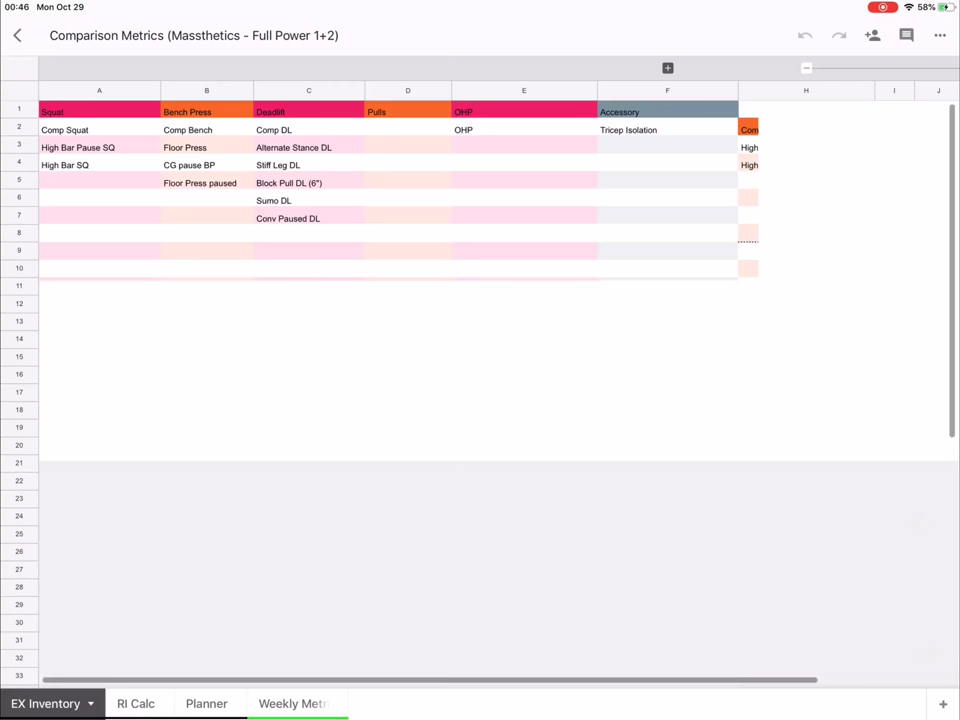 00:46 Mon Oct 29 58%
Comparison Metrics (Massthetics - Full Power 1+2)
A B C D E F H I J
1 Squat Bench Press Deadlift Pulls OHP Accessory
2 Comp Squat Comp Bench Comp DL OHP Tricep Isolation Com
3 High Bar Pause SQ Floor Press Alternate Stance DL High
4 High Bar SQ CG pause BP Stiff Leg DL High
5 Floor Press paused Block Pull DL (6")
6 Sumo DL
7 Conv Paused DL
8
9
10
11
12
13
14
15
16
17
18
19
20
21
22
23
24
25
26
27
28
29
30
31
32
33
EX Inventory RI Calc Planner Weekly Metri